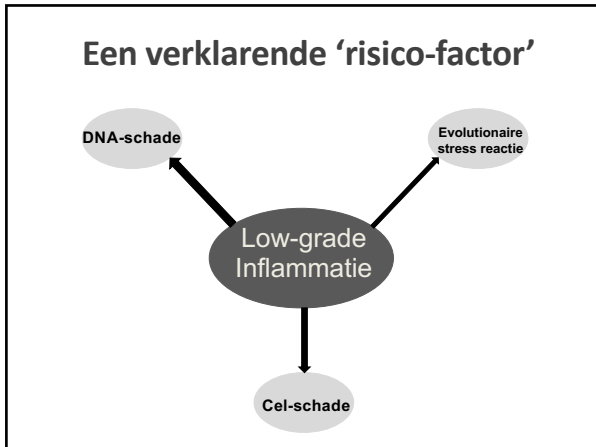 Een verklarende ‘risico-factor’
DNA-schade
Evolutionaire
stress reactie
Low-grade
Inflammatie
Cel-schade